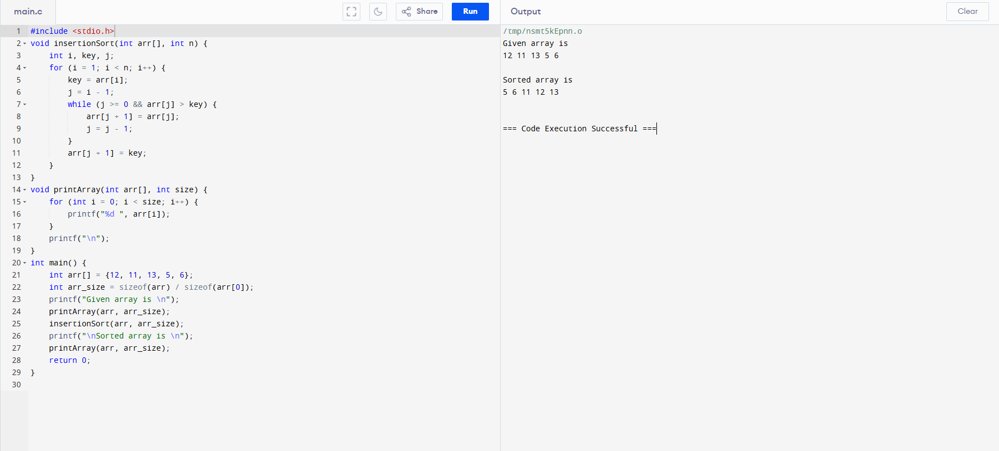 main.c
Share
Run
Output
Clear
1 #include <stdio.h>
2 void insertionSort(int arr[], int n) {
3     int i, key, j;
4     for (i = 1; i < n; i++) {
5         key = arr[i];
6         j = i - 1;
7         while (j >= 0 && arr[j] > key) {
8             arr[j + 1] = arr[j];
9             j = j - 1;
10         }
11         arr[j + 1] = key;
12     }
13 }
14 void printArray(int arr[], int size) {
15     for (int i = 0; i < size; i++) {
16         printf("%d ", arr[i]);
17     }
18     printf("\n");
19 }
20 int main() {
21     int arr[] = {12, 11, 13, 5, 6};
22     int arr_size = sizeof(arr) / sizeof(arr[0]);
23     printf("Given array is \n");
24     printArray(arr, arr_size);
25     insertionSort(arr, arr_size);
26     printf("\nSorted array is \n");
27     printArray(arr, arr_size);
28     return 0;
29 }
30
/tmp/nsmt5kEpnn.o
Given array is
12 11 13 5 6
Sorted array is
5 6 11 12 13
=== Code Execution Successful ===